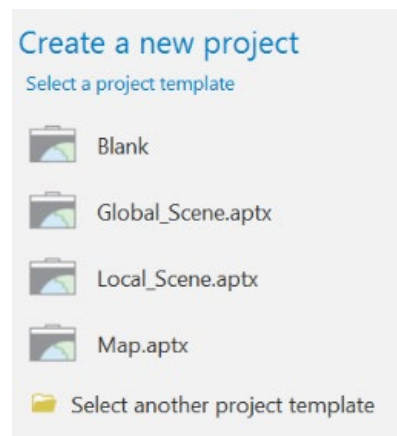 Create a new project
Select a project template
Blank
Global_Scene.aptx
Local_Scene.aptx
Map.aptx
Select another project template